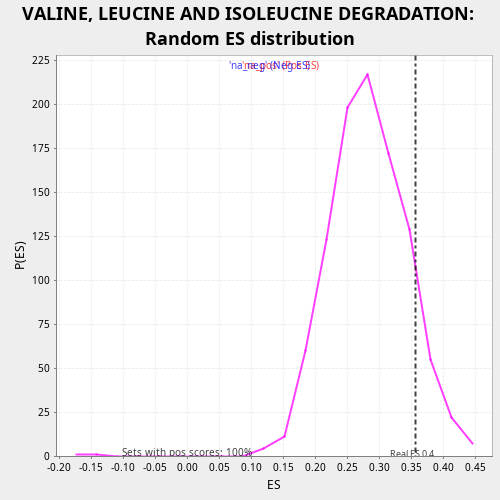 VALINE, LEUCINE AND ISOLEUCINE DEGRADATION:
Random ES distribution
225
200
175
150
125
100
75
50
25
0
P(ES)
Sets with pos scores: 100%
Real ES 0.4
-0.20 -0.15 -0.10 -0.05 0.00 0.05 0.10 0.15 0.20 0.25 0.30 0.35 0.40 0.45
ES